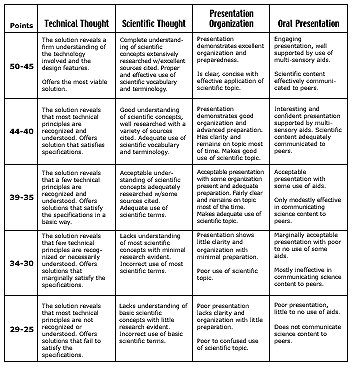 Points
Technical Thought
Scientific Thought
Presentation
Organization
Oral Presentation
50-45
The solution reveals a
firm understanding of
the technology
involved and the
design features.
Offers the most viable
solution.
Complete understand-
ing of scientific
concepts extensively
researched w/excellent
sources cited. Proper
and effective use of
scientific vocabulary
and terminology.
Presentation
demonstrates excellent
organization and
preparedness.
Is clear, concise with
effective application of
scientific topic.
Engaging
presentation, well
supported by use of
multi-sensory aids.
Scientific content
effectively communi-
cated to peers.
44-40
The solution reveals
that most technical
principles are
recognized and
understood. Offers
solution that satisfies
specifications.
Good understanding
of scientific concepts,
well researched with a
variety of sources
cited. Adequate use of
scientific vocabulary
and terminology.
Presentation
demonstrates good
organization and
advanced preparation.
Has clarity and
remains on topic most
of time. Makes good
use of scientific topic.
Interesting and
confident presentation
supported by multi-
sensory aids. Scientific
content adequately
communicated to
peers.
39-35
The solution reveals
that a few technical
principles are
recognized and
understood. Offers
solutions that satisfy
the specifications in a
basic way.
Acceptable under-
standing of scientific
concepts adequately
researched w/some
sources cited.
Adequate use of
scientific terms.
Acceptable presentation
with some organization
present and adequate
preparation. Fairly clear
and remains on topic
most of the time.
Makes adequate use of
scientific topic.
Acceptable
presentation with
some use of aids.
Only modestly effective
in communicating
science content to
peers.
34-30
The solution reveals
that few technical
principles are recog-
nized or necessarily
understood. Offers
solutions that
marginally satisfy the
specifications.
Lacks understanding
of most scientific
concepts with minimal
research evident.
Incorrect use of most
scientific terms.
Presentation shows
little clarity and
organization with
minimal preparation.
Poor use of scientific
topic.
Marginally acceptable
presentation with poor
to no use of some
aids.
Mostly ineffective in
communicating science
content to peers.
29-25
The solution reveals
that most technical
principles are not
recognized or
understood. Offers
solutions that fail to
satisfy the
specifications.
Lacks understanding of
basic scientific
concepts with little
research evident.
Incorrect use of basic
scientific terms.
Poor presentation
lacks clarity and
organization with little
preparation.
Poor to confused use
of scientific topic.
Poor presentation,
little to no use of aids.
Does not communicate
science content to
peers.